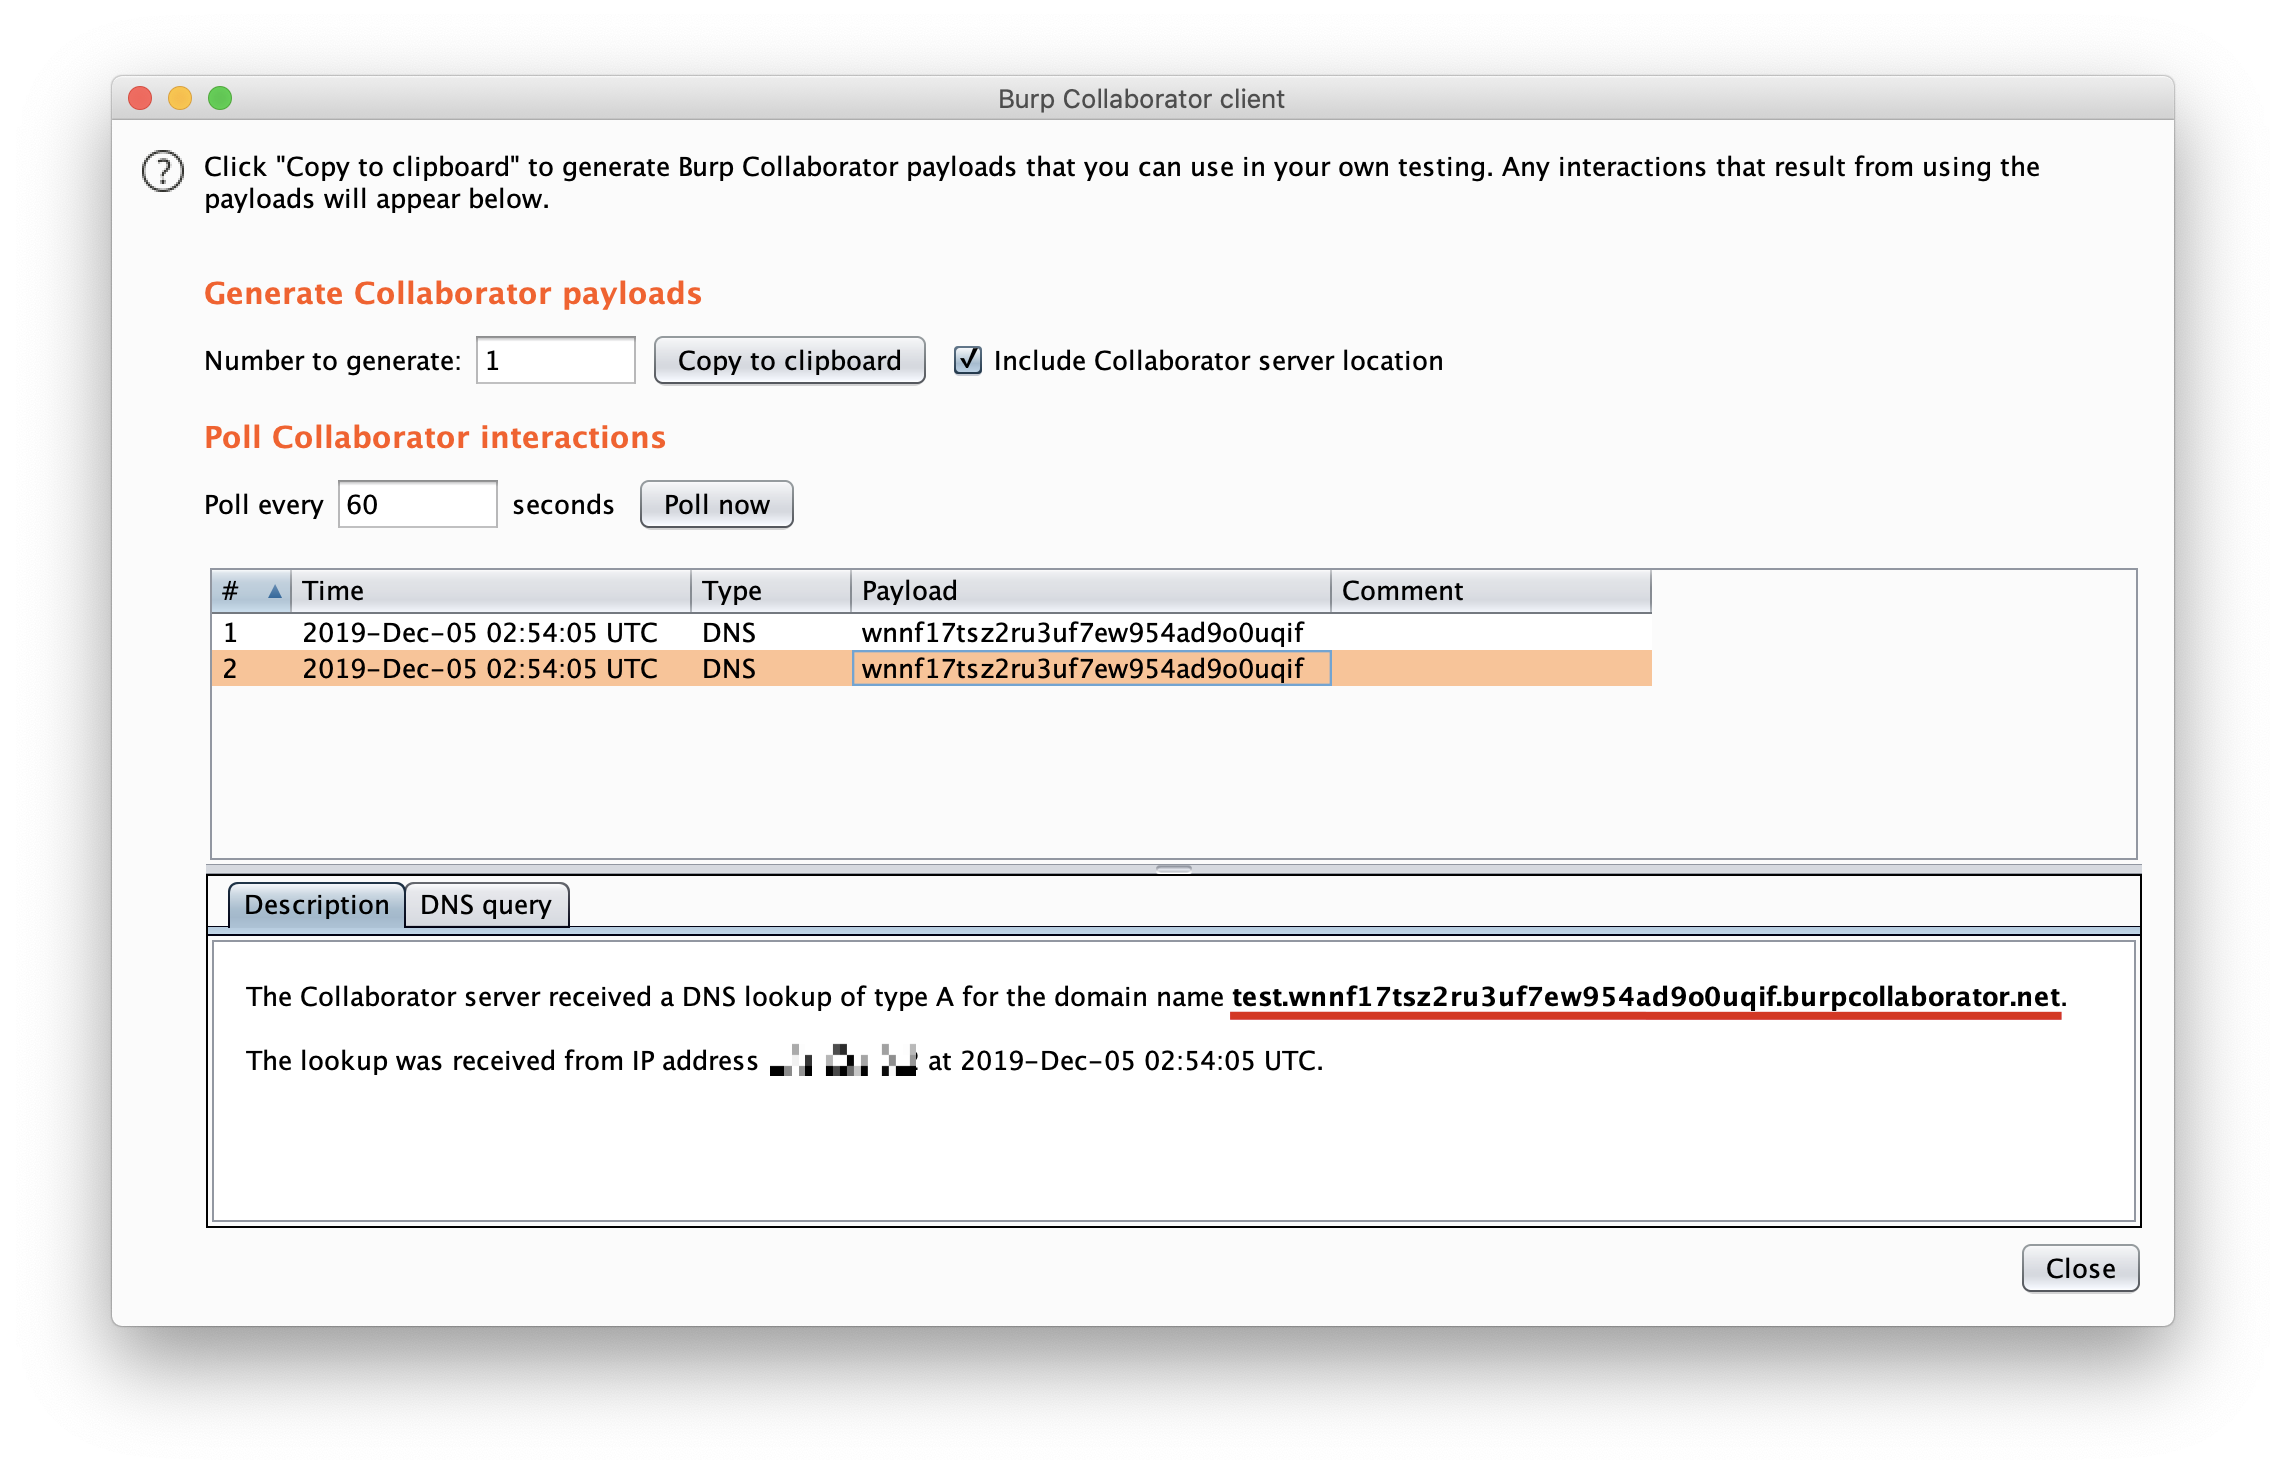 Burp Collaborator client
Click "Copy to clipboard" to generate Burp Collaborator payloads that you can use in your own testing. Any interactions that result from using the
payloads will appear below.
Generate Collaborator payloads
Number to generate: 1 Copy to clipboard Include Collaborator server location
Poll Collaborator interactions
Poll every 60 seconds Poll now
# Time Type Payload Comment
1 2019-Dec-05 02:54:05 UTC DNS wnnf17tsz2ru3uf7ew954ad9o0uqif
2 2019-Dec-05 02:54:05 UTC DNS wnnf17tsz2ru3uf7ew954ad9o0uqif
Description DNS query
The Collaborator server received a DNS lookup of type A for the domain name test.wnnf17tsz2ru3uf7ew954ad9o0uqif.burpcollaborator.net.
The lookup was received from IP address at 2019-Dec-05 02:54:05 UTC.
Close